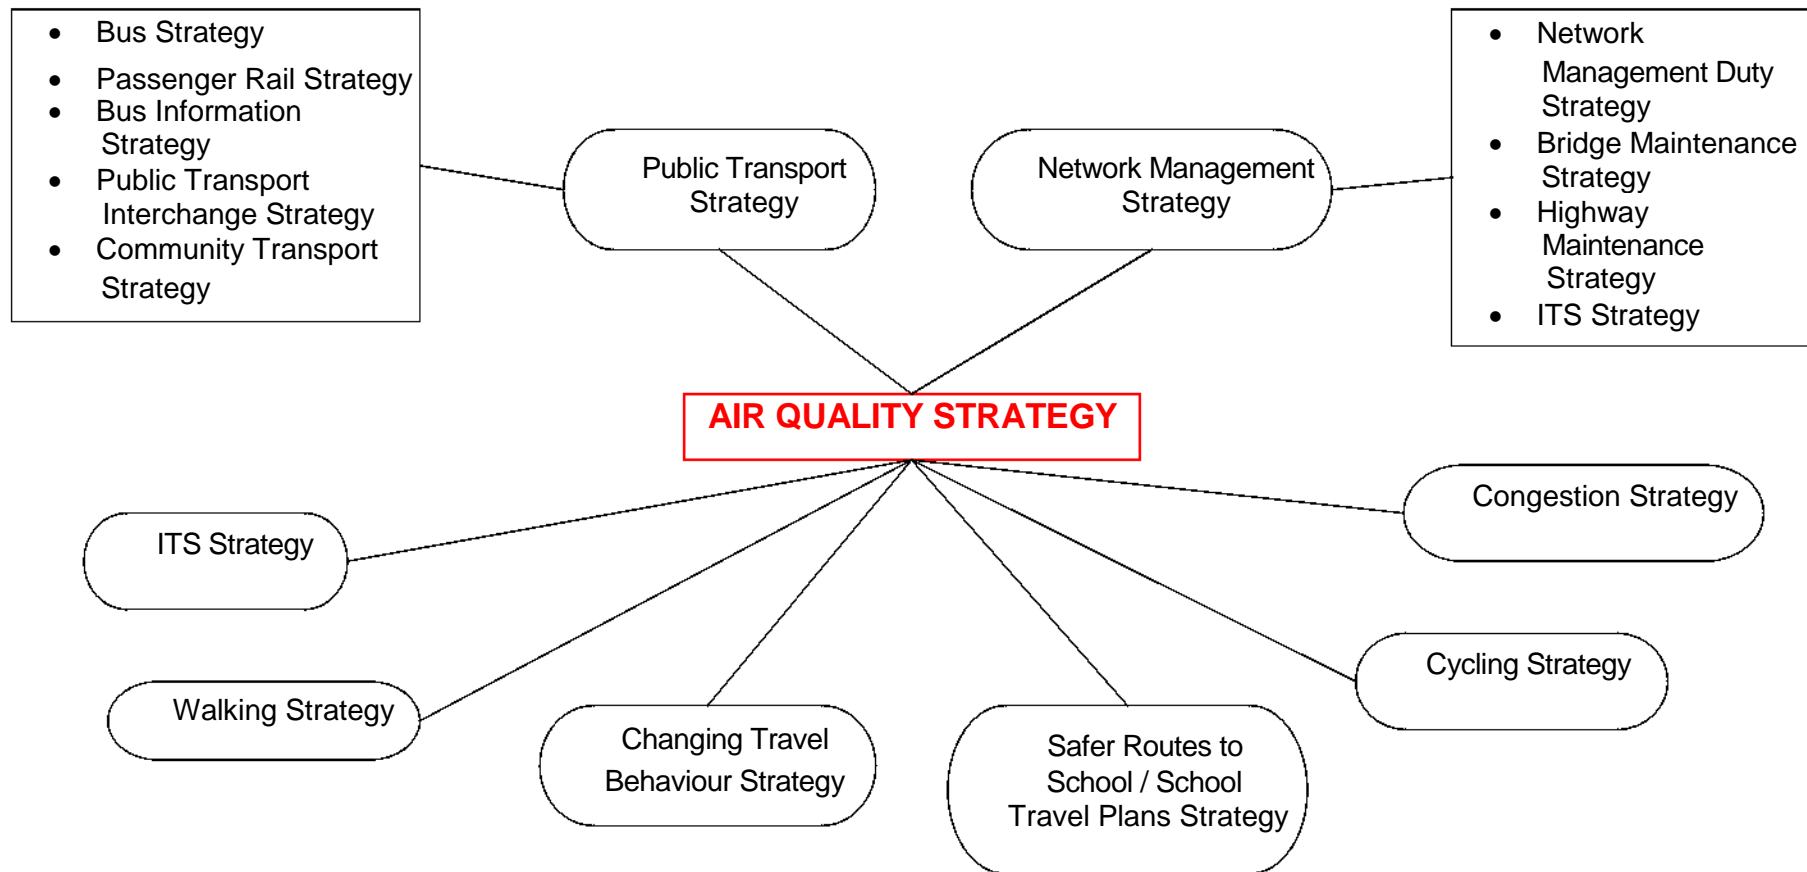 • Bus Strategy
• Passenger Rail Strategy
• Bus Information
Strategy
• Public Transport
Interchange Strategy
• Community Transport
Strategy
Public Transport
Strategy
Network Management
Strategy
• Network
Management Duty
Strategy
• Bridge Maintenance
Strategy
• Highway
Maintenance
Strategy
• ITS Strategy
AIR QUALITY STRATEGY
Congestion Strategy
ITS Strategy
Cycling Strategy
Walking Strategy
Changing Travel
Behaviour Strategy
Safer Routes to
School / School
Travel Plans Strategy